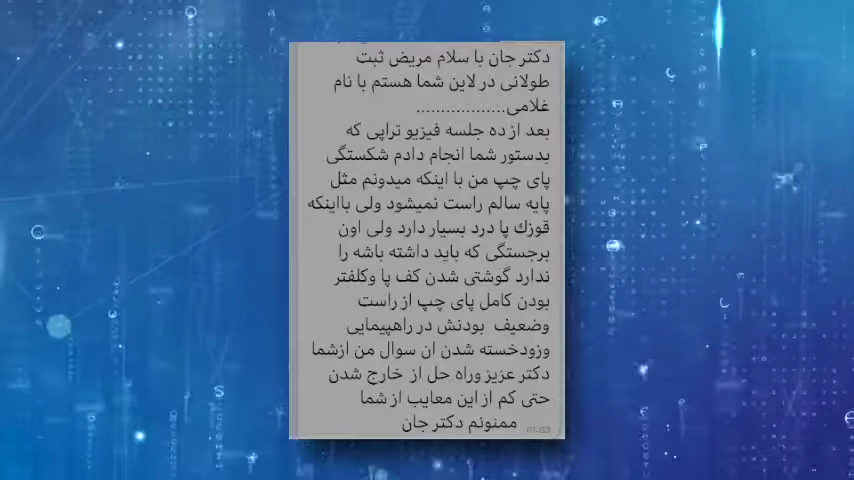 دکتر جان با سلام مریض ثبت
طولانی در لاین شما هستم با نام
غلامی..................
بعد از ده جلسه فیزیو تراپی که
بدستور شما انجام دادم شکستگی
پای چپ من با اینکه میدونم مثل
پایه سالم راست نمیشود ولی بااینکه
قوزك پا درد بسیار دارد ولی اون
برجستگی که باید داشته باشه را
ندارد گوشتی شدن کف پا وکلفتر
بودن کامل پای چپ از راست
وضعیف بودنش در راهپیمایی
وزودخسته شدن ان سوال من ازشما
دکتر عزیز وراه حل از خارج شدن
حتی کم از این معایب از شما
ممنونم دکتر جان
01:03